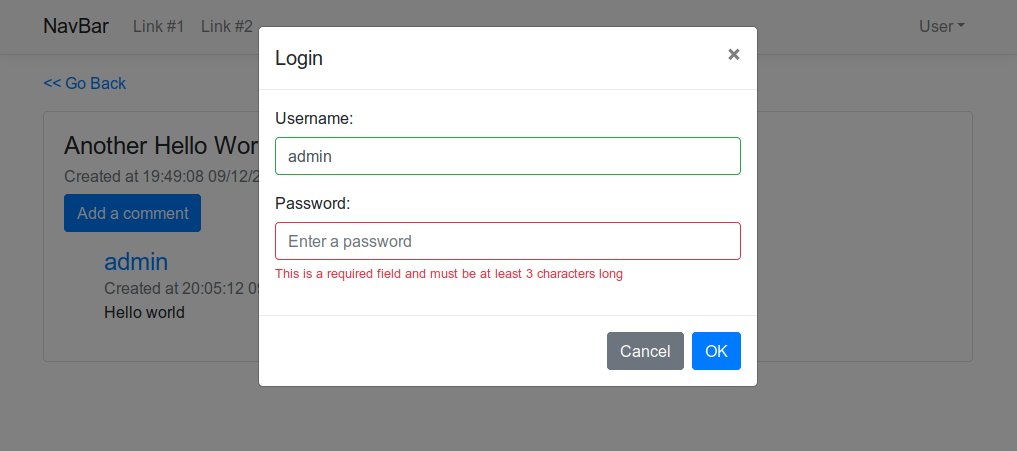 NavBar Link #1 Link #2 User
<< Go Back
Login ×
Username:
admin
Password:
Enter a password
This is a required field and must be at least 3 characters long
Cancel OK
Another Hello Wor
Created at 19:49:08 09/12/2
Add a comment
admin
Created at 20:05:12
Hello world